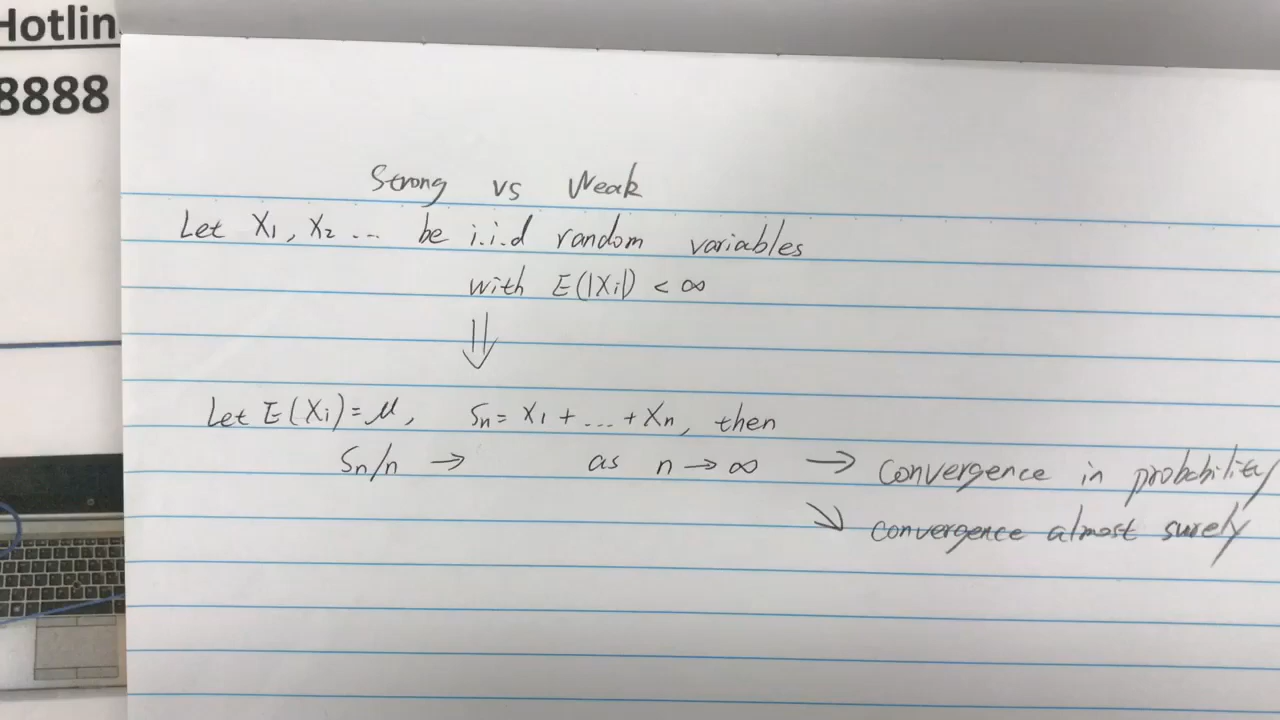 Hotlin
8888
Strong vs Weak
Let X1, X2 ... be i.i.d random variables
with E(|Xi|) < ∞
⇓
Let E(Xi) = μ, Sn = X1 + ... + Xn, then
Sn/n → as n → ∞ → convergence in probability
↘ convergence almost surely